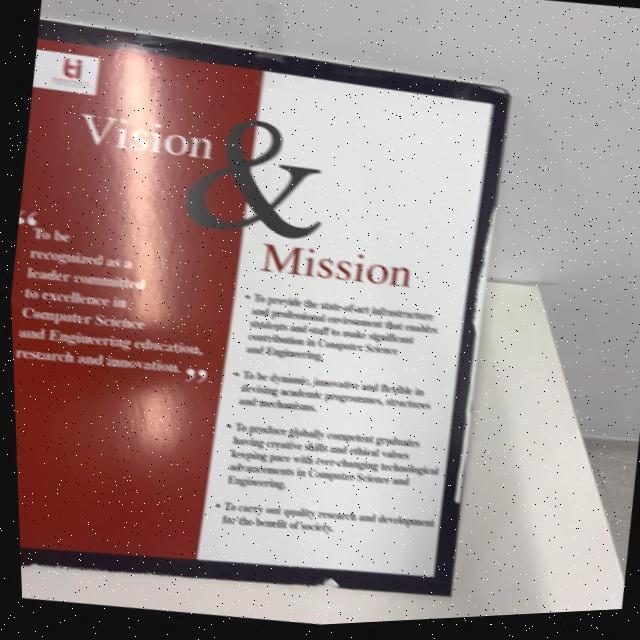 Vision
&
Mission
“ To be
recognized as a
leader committed
to excellence in
Computer Science
and Engineering education,
research and innovation. ”
• To provide the state-of-art infrastructure
and professional environment that enables
students and staff to make significant
contribution in Computer Science
and Engineering.
• To be dynamic, innovative and flexible in
devising academic programmes, structures
and mechanisms.
• To produce globally competent graduates
having creative skills and ethical values
keeping pace with ever-changing technological
advancements in Computer Science and
Engineering.
• To carry out quality research and development
for the benefit of society.